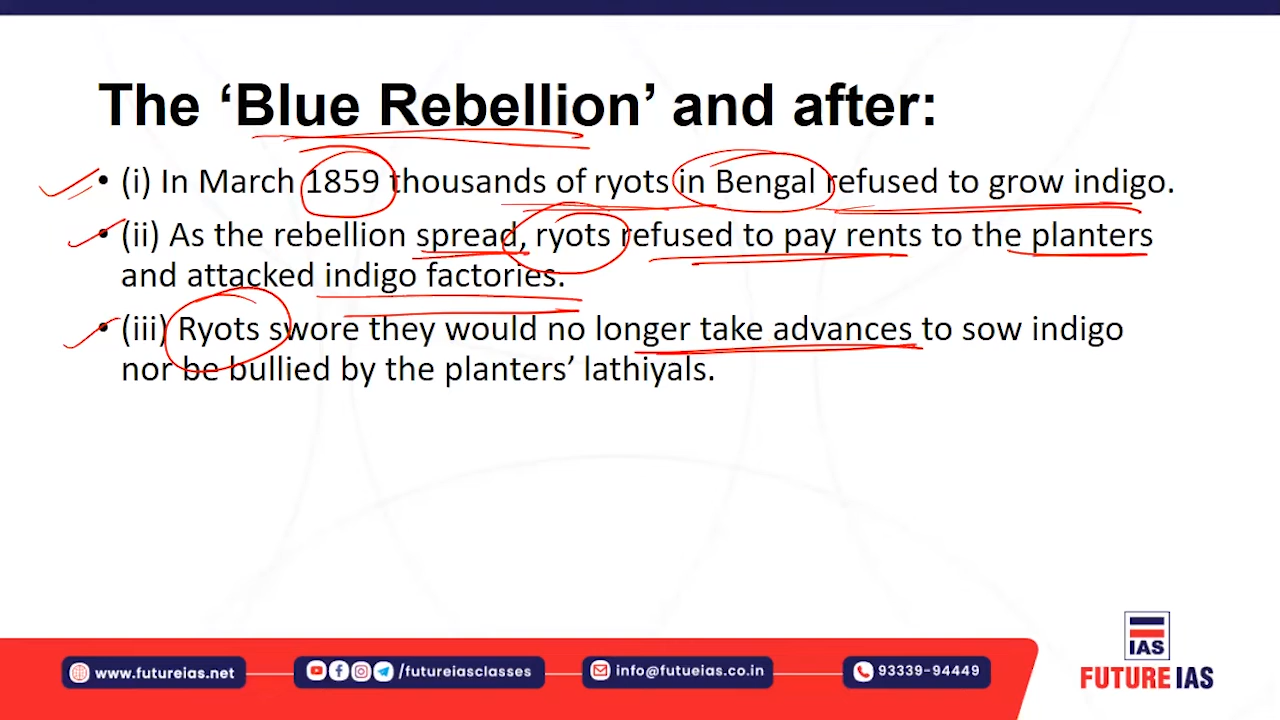 The ‘Blue Rebellion’ and after:
• (i) In March 1859 thousands of ryots in Bengal refused to grow indigo.
• (ii) As the rebellion spread, ryots refused to pay rents to the planters
and attacked indigo factories.
• (iii) Ryots swore they would no longer take advances to sow indigo
nor be bullied by the planters’ lathiyals.
IAS
FUTURE IAS
www.futureias.net
/futureiasclasses
info@futueias.co.in
93339-94449